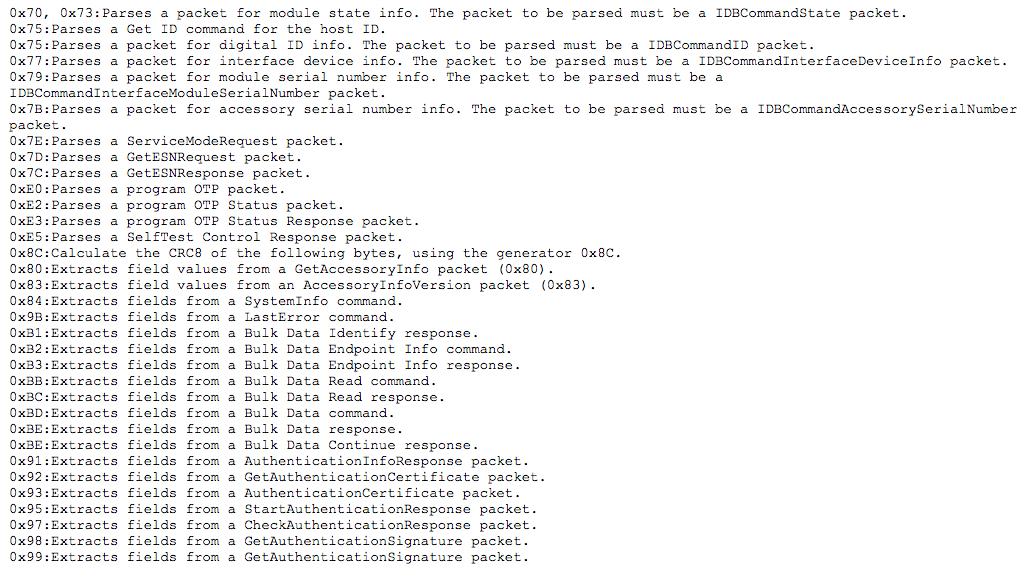 0x70, 0x73:Parses a packet for module state info. The packet to be parsed must be a IDBCommandState packet.
0x75:Parses a Get ID command for the host ID.
0x75:Parses a packet for digital ID info. The packet to be parsed must be a IDBCommandID packet.
0x77:Parses a packet for interface device info. The packet to be parsed must be a IDBCommandInterfaceDeviceInfo packet.
0x79:Parses a packet for module serial number info. The packet to be parsed must be a
IDBCommandInterfaceModuleSerialNumber packet.
0x7B:Parses a packet for accessory serial number info. The packet to be parsed must be a IDBCommandAccessorySerialNumber
packet.
0x7E:Parses a ServiceModeRequest packet.
0x7D:Parses a GetESNRequest packet.
0x7C:Parses a GetESNResponse packet.
0xE0:Parses a program OTP packet.
0xE2:Parses a program OTP Status packet.
0xE3:Parses a program OTP Status Response packet.
0xE5:Parses a SelfTest Control Response packet.
0x8C:Calculate the CRC8 of the following bytes, using the generator 0x8C.
0x80:Extracts field values from a GetAccessoryInfo packet (0x80).
0x83:Extracts field values from an AccessoryInfoVersion packet (0x83).
0x84:Extracts fields from a SystemInfo command.
0x9B:Extracts fields from a LastError command.
0xB1:Extracts fields from a Bulk Data Identify response.
0xB2:Extracts fields from a Bulk Data Endpoint Info command.
0xB3:Extracts fields from a Bulk Data Endpoint Info response.
0xBB:Extracts fields from a Bulk Data Read command.
0xBC:Extracts fields from a Bulk Data Read response.
0xBD:Extracts fields from a Bulk Data command.
0xBE:Extracts fields from a Bulk Data response.
0xBE:Extracts fields from a Bulk Data Continue response.
0x91:Extracts fields from a AuthenticationInfoResponse packet.
0x92:Extracts fields from a GetAuthenticationCertificate packet.
0x93:Extracts fields from a AuthenticationCertificate packet.
0x95:Extracts fields from a StartAuthenticationResponse packet.
0x97:Extracts fields from a CheckAuthenticationResponse packet.
0x98:Extracts fields from a GetAuthenticationSignature packet.
0x99:Extracts fields from a GetAuthenticationSignature packet.